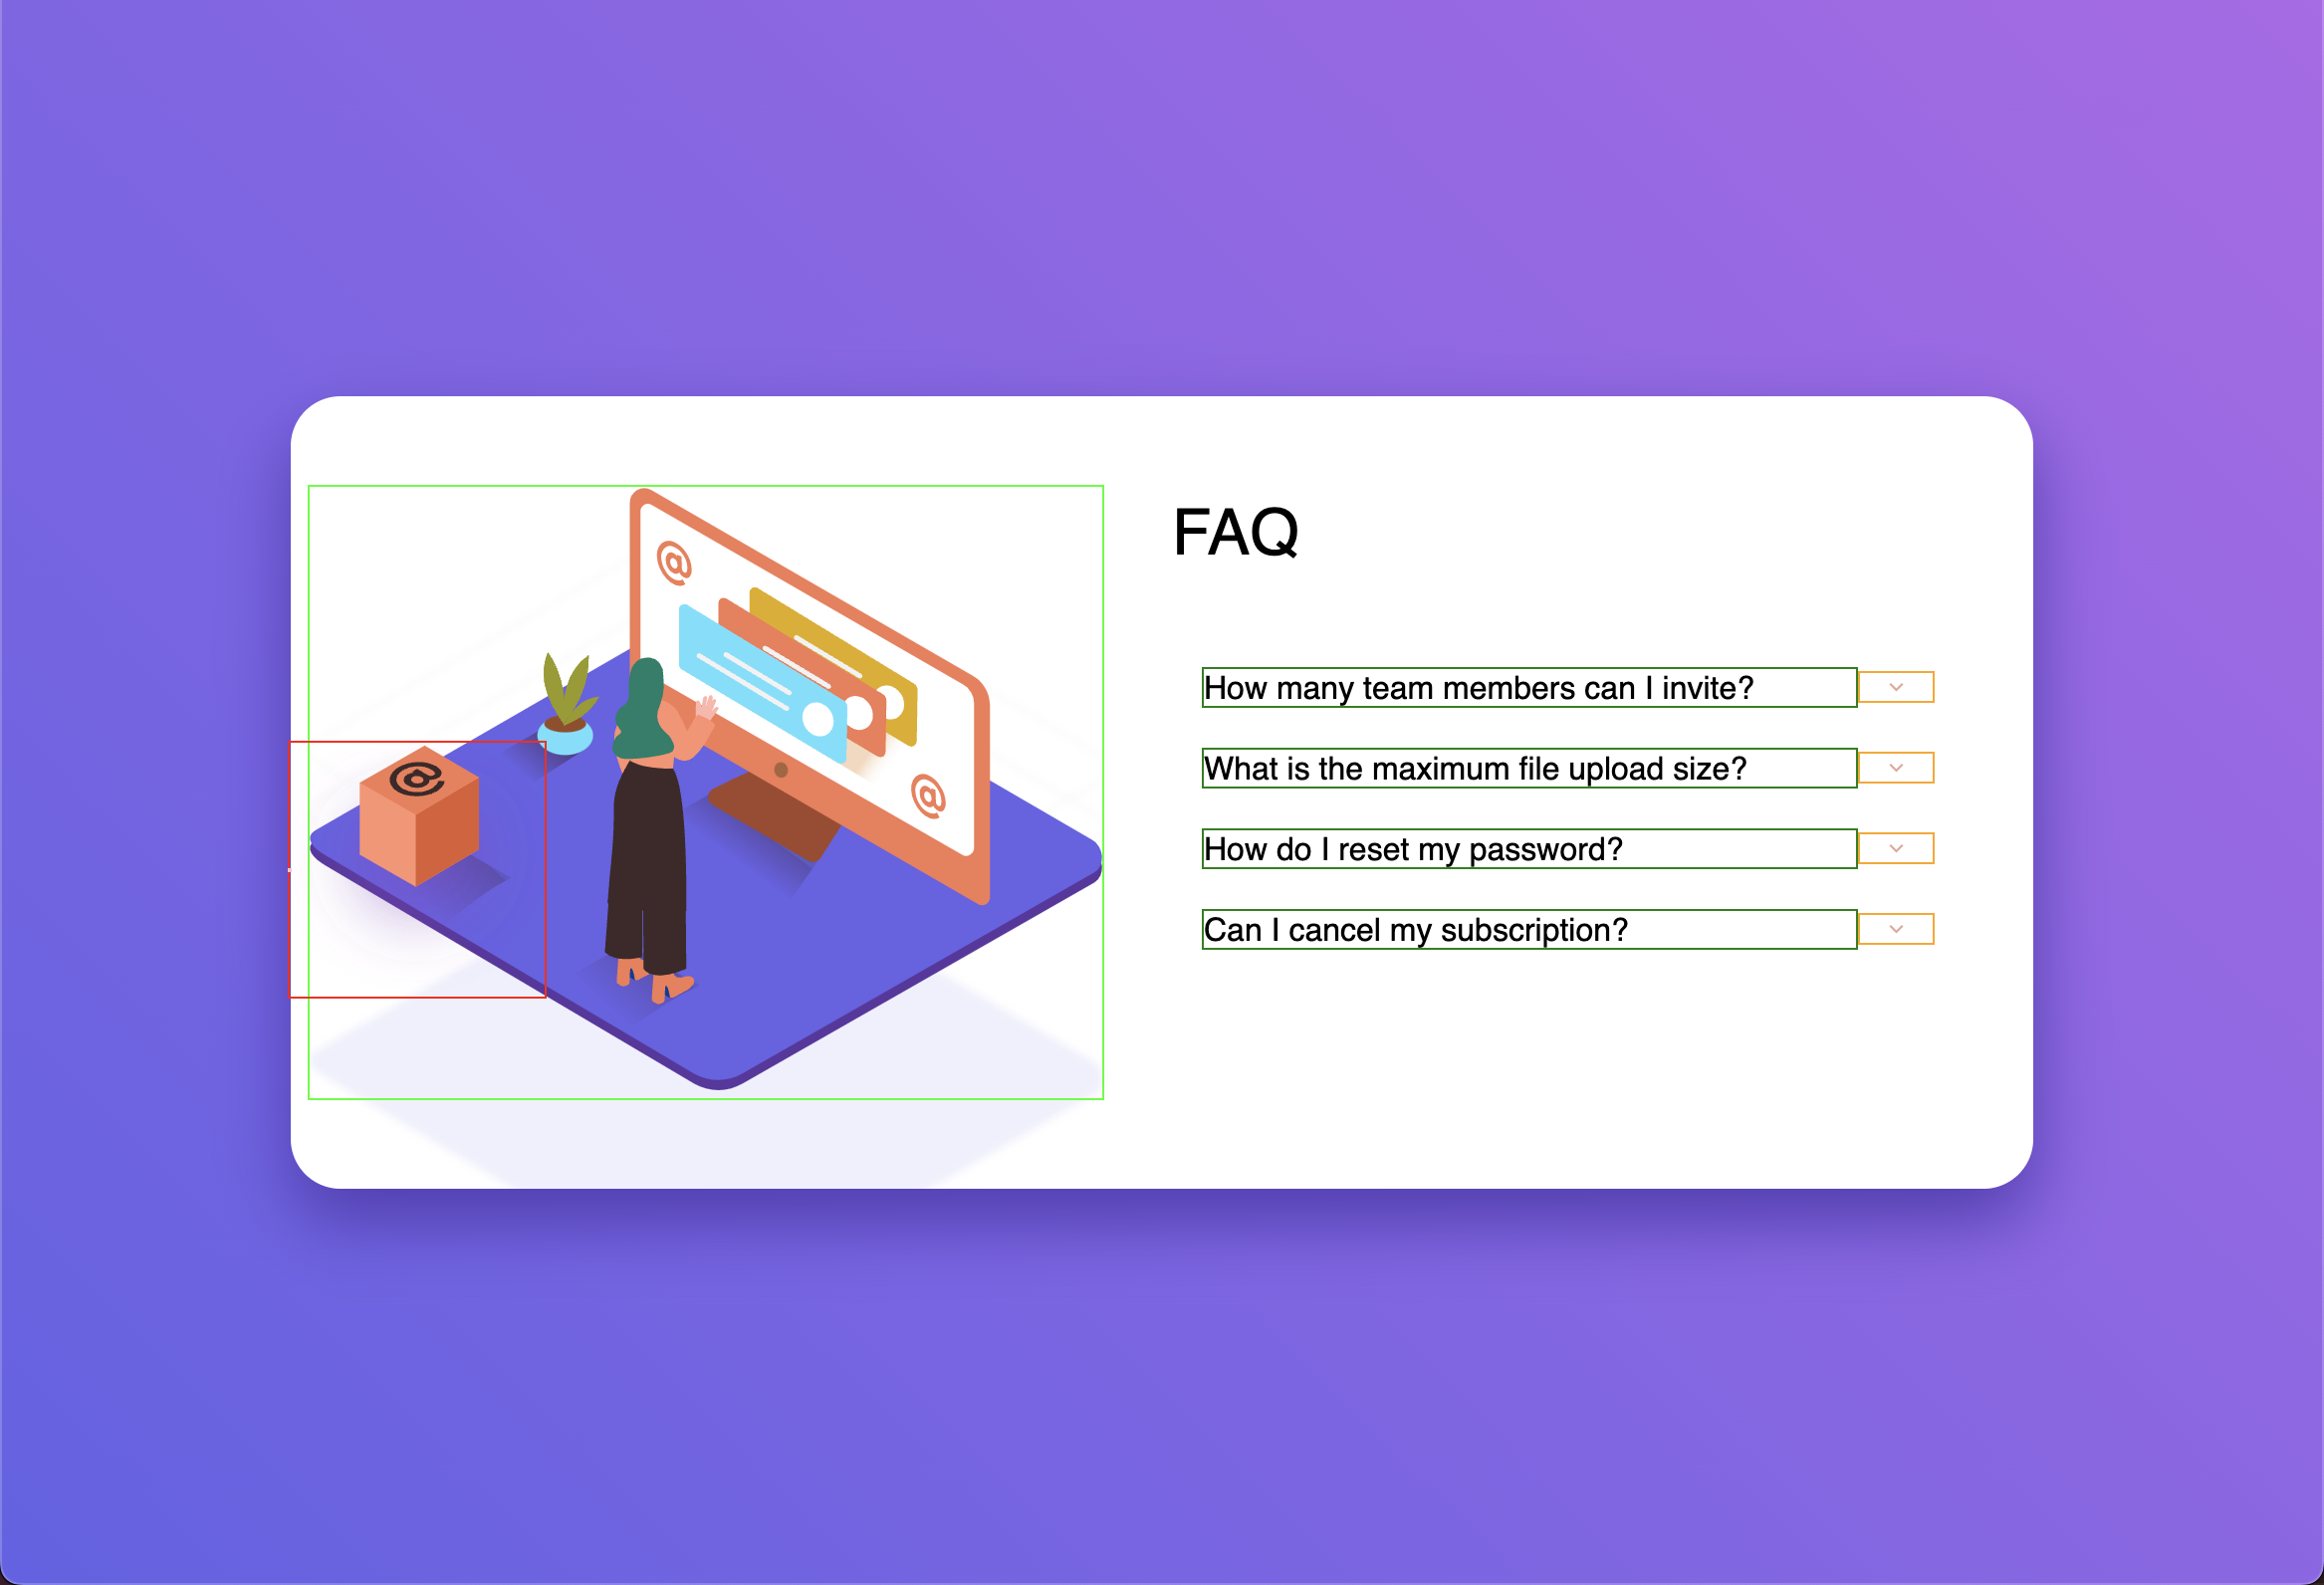 @
@
@
FAQ
How many team members can I invite?
What is the maximum file upload size?
How do I reset my password?
Can I cancel my subscription?